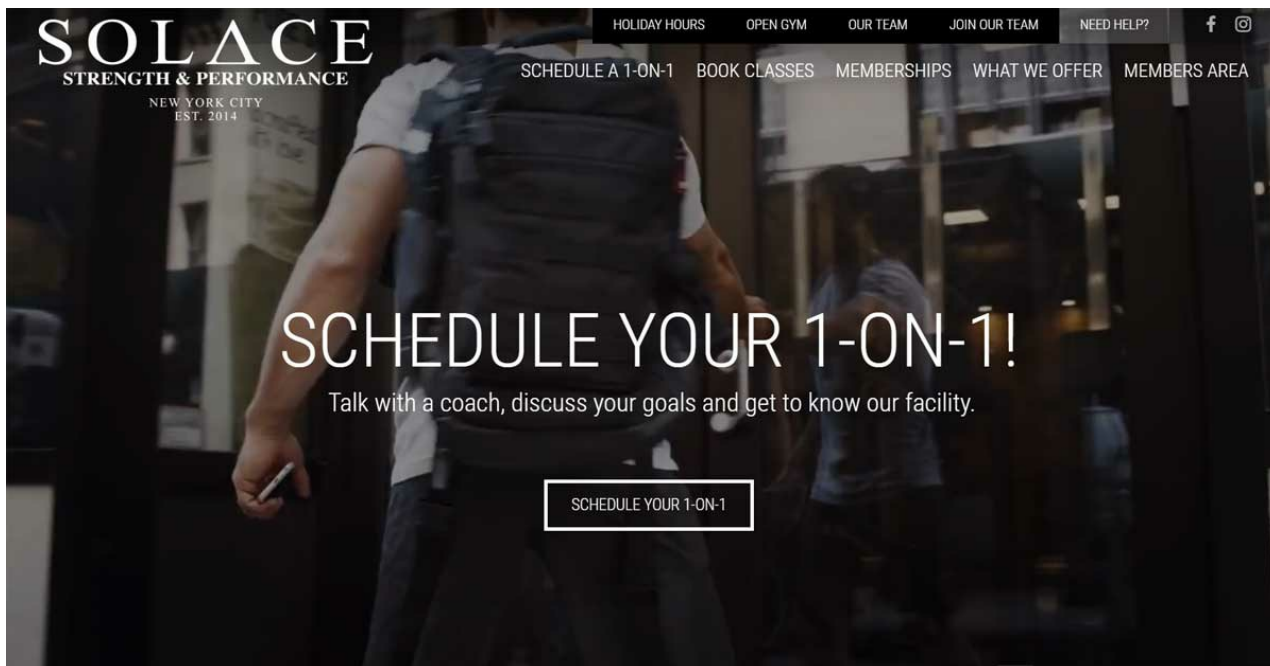 SOLΔCE
STRENGTH & PERFORMANCE
NEW YORK CITY
EST. 2014
HOLIDAY HOURS OPEN GYM OUR TEAM JOIN OUR TEAM NEED HELP?
SCHEDULE A 1-ON-1 BOOK CLASSES MEMBERSHIPS WHAT WE OFFER MEMBERS AREA
SCHEDULE YOUR 1-ON-1!
Talk with a coach, discuss your goals and get to know our facility.
SCHEDULE YOUR 1-ON-1